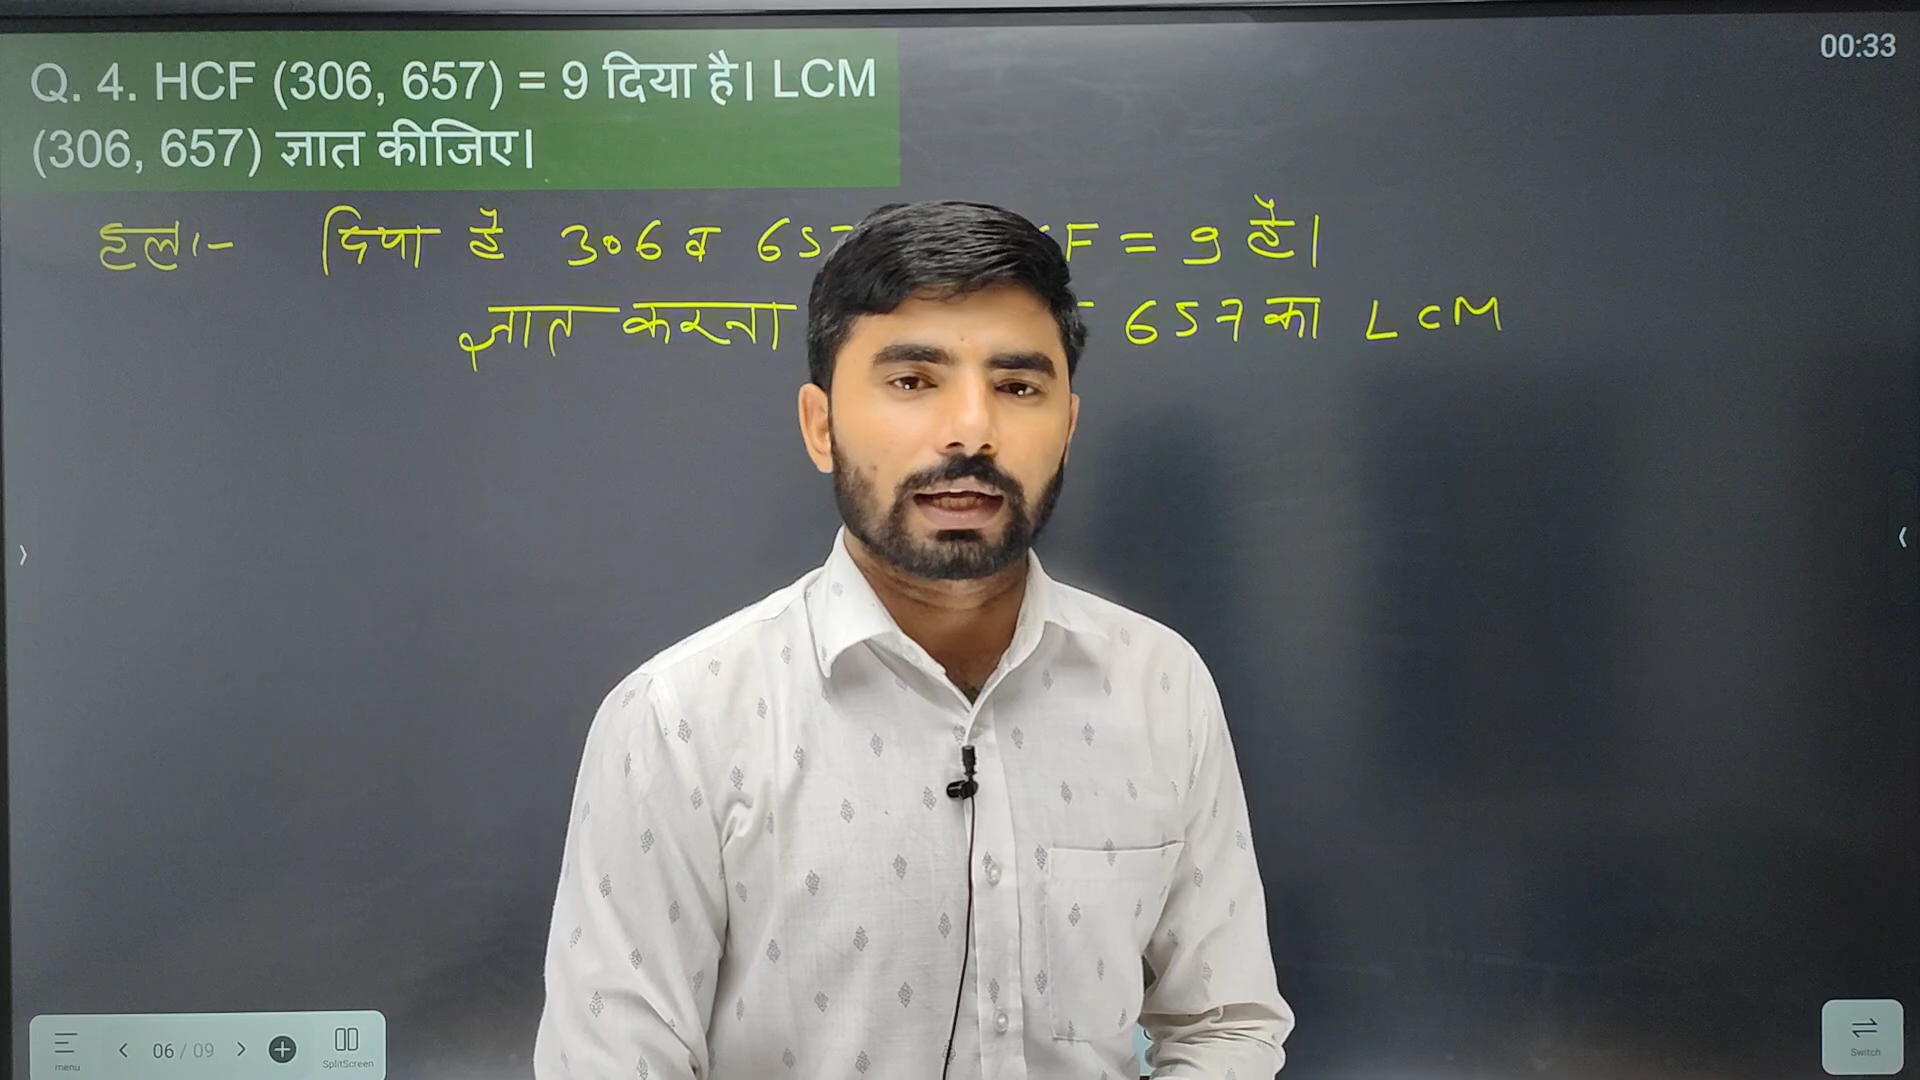 00:33
Q. 4. HCF (306, 657) = 9 दिया है। LCM
(306, 657) ज्ञात कीजिए।
हल:- दिया है 306 व 657 F = 9 है।
ज्ञात करना 657 का LCM
menu
06 / 09
SplitScreen
Switch